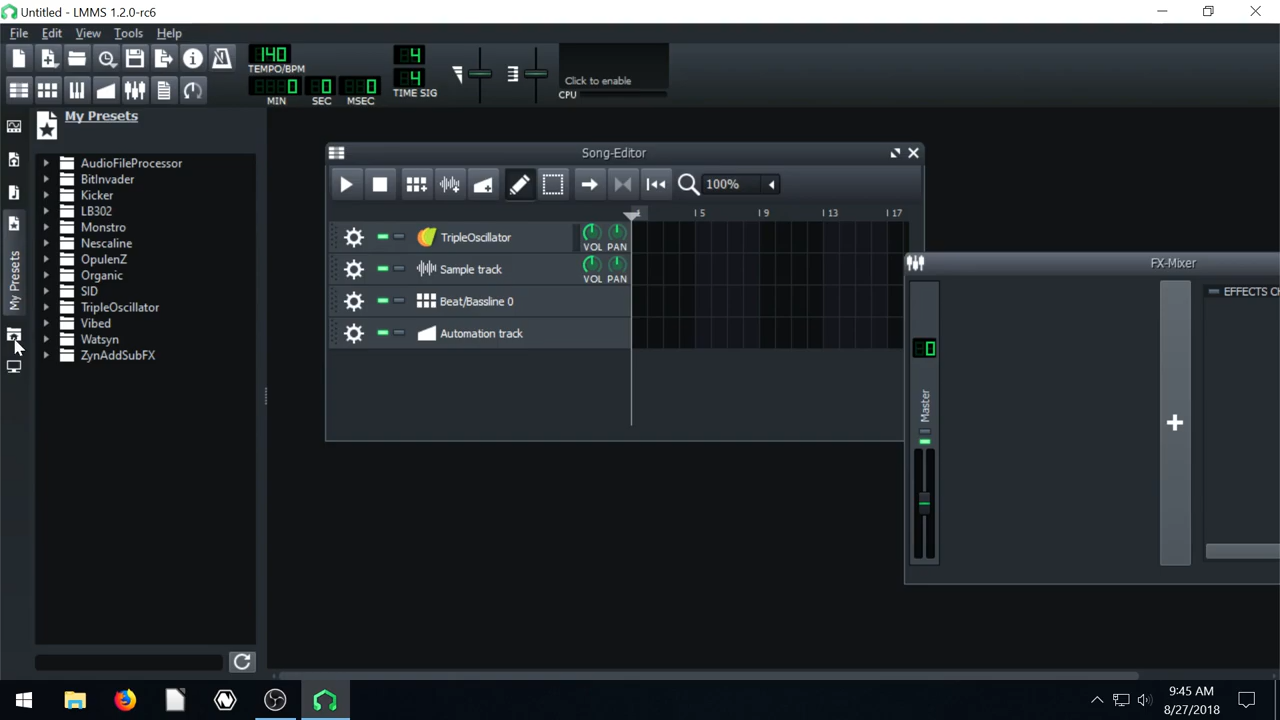 Untitled - LMMS 1.2.0-rc6
File Edit View Tools Help
140
TEMPO/BPM
0 0 0
MIN SEC MSEC
4
4
TIME SIG
Click to enable
CPU
My Presets
My Presets
AudioFileProcessor
BitInvader
Kicker
LB302
Monstro
Nescaline
OpulenZ
Organic
SID
TripleOscillator
Vibed
Watsyn
ZynAddSubFX
Song-Editor
100%
5 9 13 17
TripleOscillator VOL PAN
Sample track VOL PAN
Beat/Bassline 0
Automation track
FX-Mixer
EFFECTS C
0
Master
9:45 AM
8/27/2018